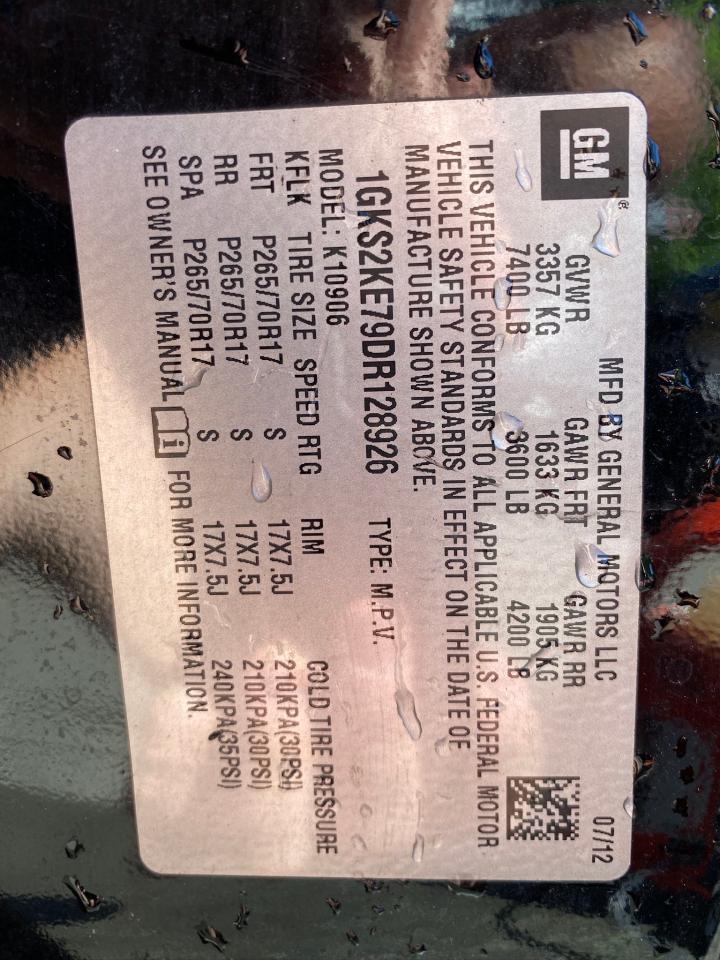 GM®
MFD BY GENERAL MOTORS LLC 07/12
GVWR GAWR FRT GAWR RR
3357 KG 1633 KG 1905 KG
7400 LB 3600 LB 4200 LB
THIS VEHICLE CONFORMS TO ALL APPLICABLE U.S. FEDERAL MOTOR
VEHICLE SAFETY STANDARDS IN EFFECT ON THE DATE OF
MANUFACTURE SHOWN ABOVE.
1GKS2KE79DR128926 TYPE: M.P.V.
MODEL: K10906
KFLK TIRE SIZE SPEED RTG RIM COLD TIRE PRESSURE
FRT P265/70R17 S 17X7.5J 210KPA(30PSI)
RR P265/70R17 S 17X7.5J 210KPA(30PSI)
SPA P265/70R17 S 17X7.5J 240KPA(35PSI)
SEE OWNER'S MANUAL FOR MORE INFORMATION.